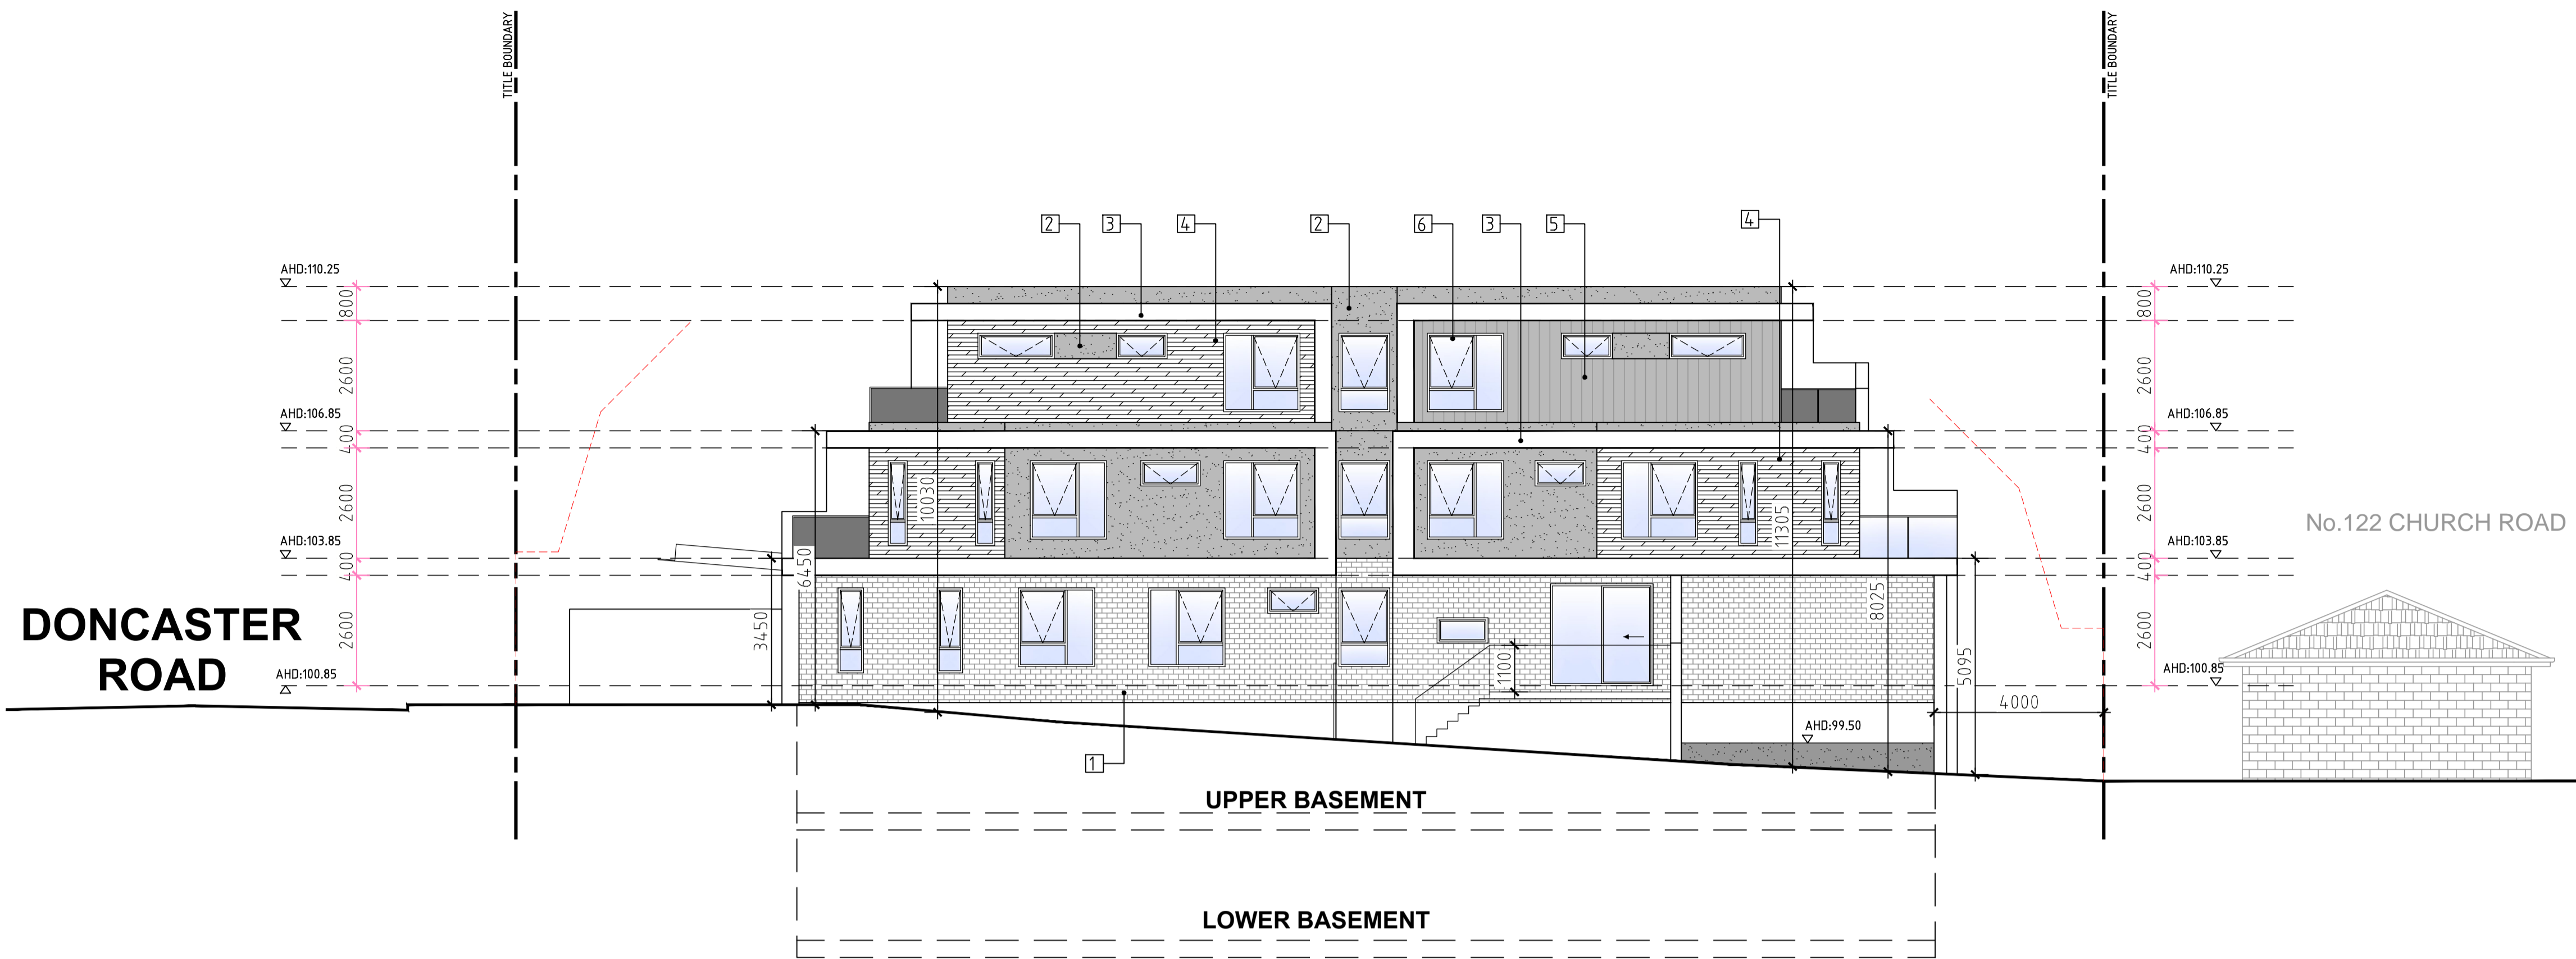 TITLE BOUNDARY
TITLE BOUNDARY
2
3
4
2
6
3
5
4
AHD:110.25
AHD:110.25
800
800
2600
2600
AHD:106.85
AHD:106.85
400
400
2600
2600
10030
11305
No.122 CHURCH ROAD
AHD:103.85
AHD:103.85
400
400
6450
8025
DONCASTER
ROAD
2600
2600
3450
1100
5095
AHD:100.85
AHD:100.85
4000
AHD:99.50
1
UPPER BASEMENT
LOWER BASEMENT